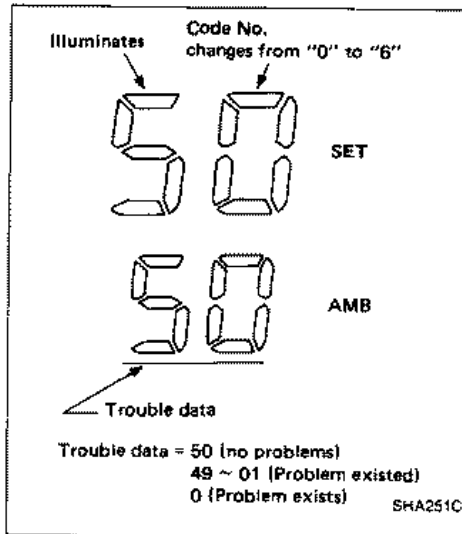 Illuminates
Code No.
changes from "0" to "6"
50
SET
50
AMB
Trouble data
Trouble data = 50 (no problems)
49 ~ 01 (Problem existed)
0 (Problem exists)
SHA251C